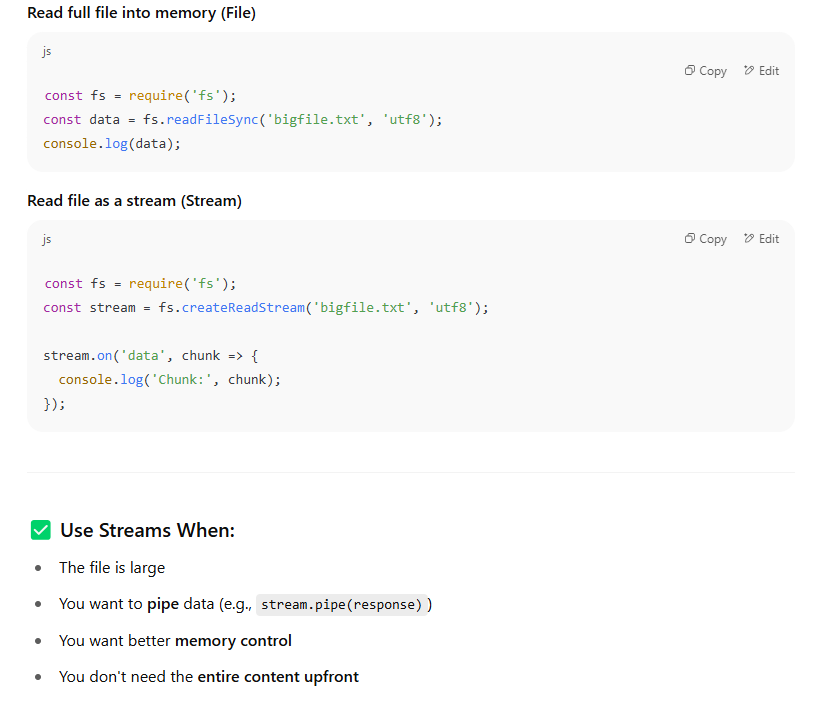 Read full file into memory (File)
js
Copy Edit
const fs = require('fs');
const data = fs.readFileSync('bigfile.txt', 'utf8');
console.log(data);
Read file as a stream (Stream)
js
Copy Edit
const fs = require('fs');
const stream = fs.createReadStream('bigfile.txt', 'utf8');
stream.on('data', chunk => {
  console.log('Chunk:', chunk);
});
✅ Use Streams When:
• The file is large
• You want to pipe data (e.g., stream.pipe(response))
• You want better memory control
• You don't need the entire content upfront